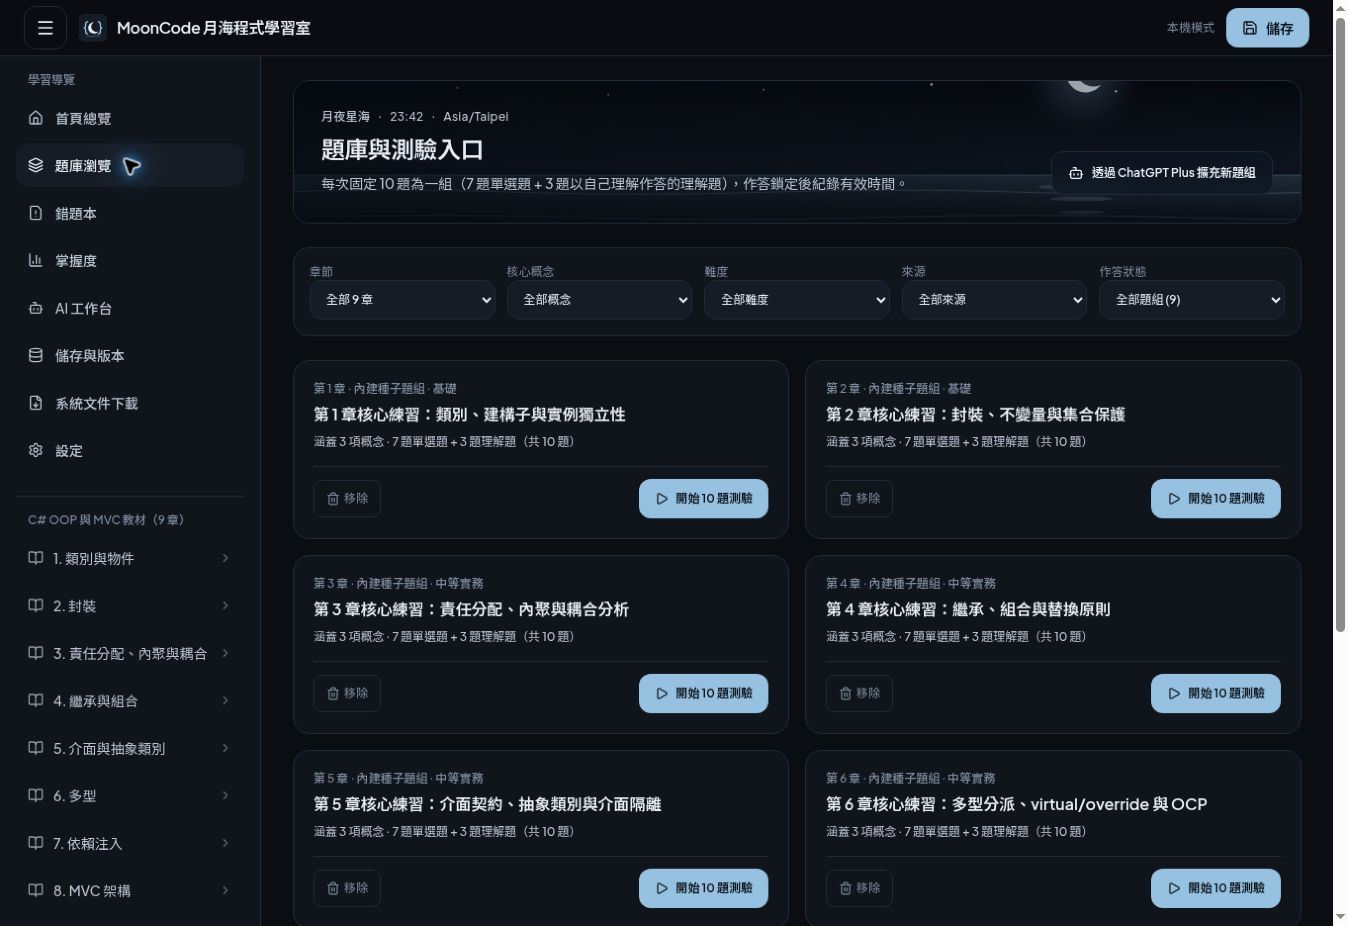 MoonCode 月海程式學習室
本機模式
儲存
學習導覽
首頁總覽
題庫瀏覽
錯題本
掌握度
AI 工作台
儲存與版本
系統文件下載
設定
C# OOP 與 MVC 教材（9 章）
1. 類別與物件
2. 封裝
3. 責任分配、內聚與耦合
4. 繼承與組合
5. 介面與抽象類別
6. 多型
7. 依賴注入
8. MVC 架構
月夜星海 · 23:42 · Asia/Taipei
題庫與測驗入口
每次固定 10 題為一組（7 題單選題 + 3 題以自己理解作答的理解題），作答鎖定後紀錄有效時間。
透過 ChatGPT Plus 擴充新題組
章節
全部 9 章
核心概念
全部概念
難度
全部難度
來源
全部來源
作答狀態
全部題組 (9)
第 1 章 · 內建種子題組 · 基礎
第 1 章核心練習：類別、建構子與實例獨立性
涵蓋 3 項概念 · 7 題單選題 + 3 題理解題（共 10 題）
移除
開始 10 題測驗
第 2 章 · 內建種子題組 · 基礎
第 2 章核心練習：封裝、不變量與集合保護
涵蓋 3 項概念 · 7 題單選題 + 3 題理解題（共 10 題）
移除
開始 10 題測驗
第 3 章 · 內建種子題組 · 中等實務
第 3 章核心練習：責任分配、內聚與耦合分析
涵蓋 3 項概念 · 7 題單選題 + 3 題理解題（共 10 題）
移除
開始 10 題測驗
第 4 章 · 內建種子題組 · 中等實務
第 4 章核心練習：繼承、組合與替換原則
涵蓋 3 項概念 · 7 題單選題 + 3 題理解題（共 10 題）
移除
開始 10 題測驗
第 5 章 · 內建種子題組 · 中等實務
第 5 章核心練習：介面契約、抽象類別與介面隔離
涵蓋 3 項概念 · 7 題單選題 + 3 題理解題（共 10 題）
移除
開始 10 題測驗
第 6 章 · 內建種子題組 · 中等實務
第 6 章核心練習：多型分派、virtual/override 與 OCP
涵蓋 3 項概念 · 7 題單選題 + 3 題理解題（共 10 題）
移除
開始 10 題測驗